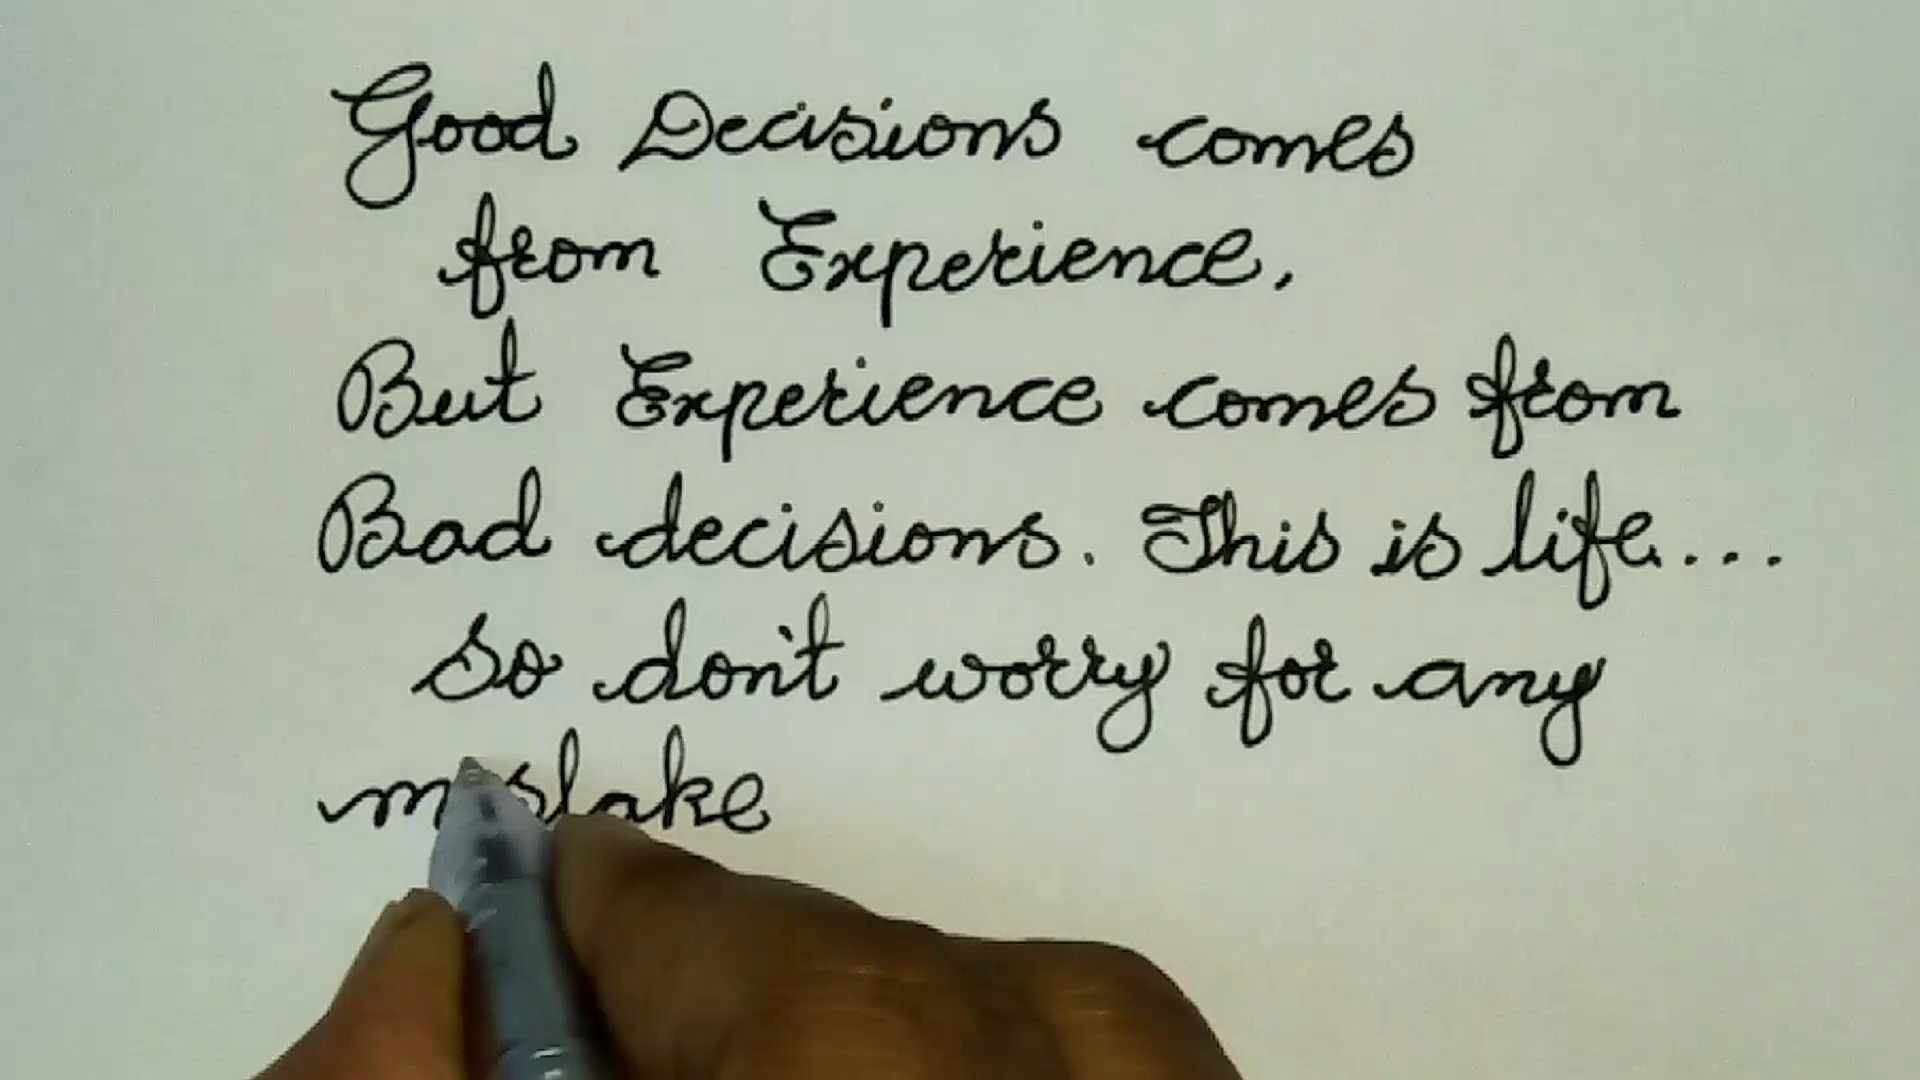 Good Decisions comes
from Experience,
But Experience comes from
Bad decisions. This is life...
So don't worry for any
mistake